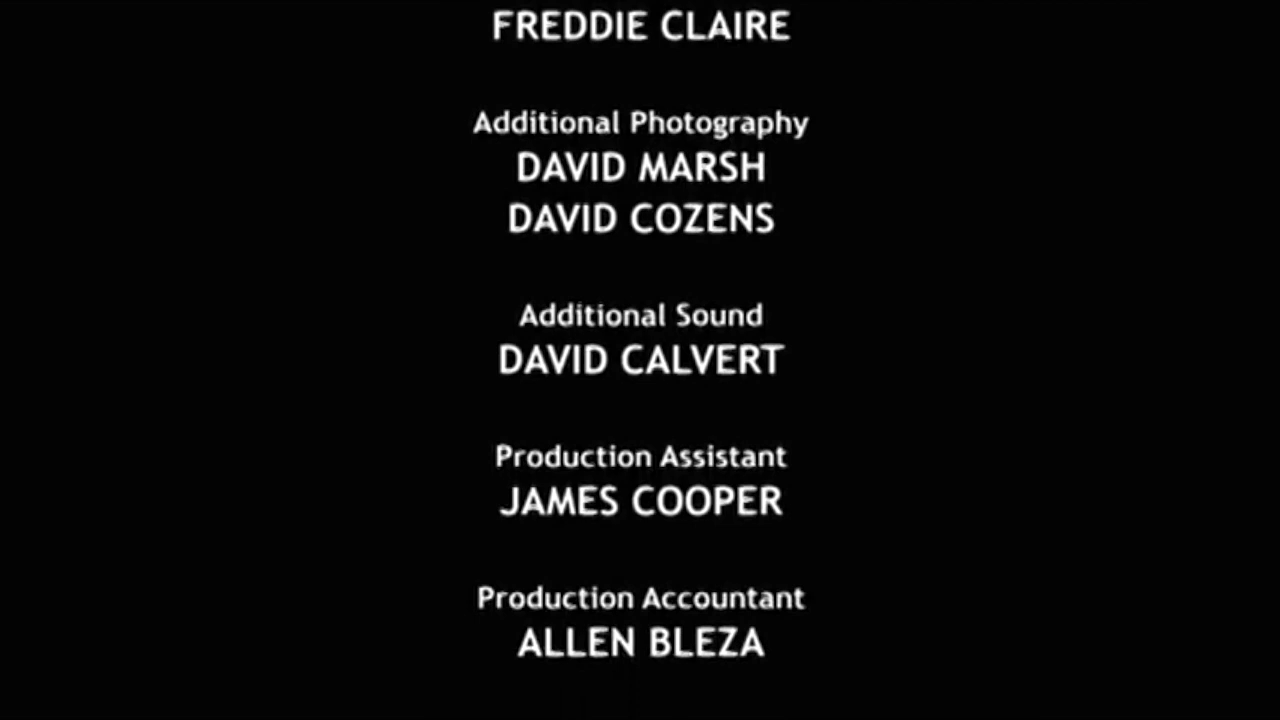 FREDDIE CLAIRE
Additional Photography
DAVID MARSH
DAVID COZENS
Additional Sound
DAVID CALVERT
Production Assistant
JAMES COOPER
Production Accountant
ALLEN BLEZA